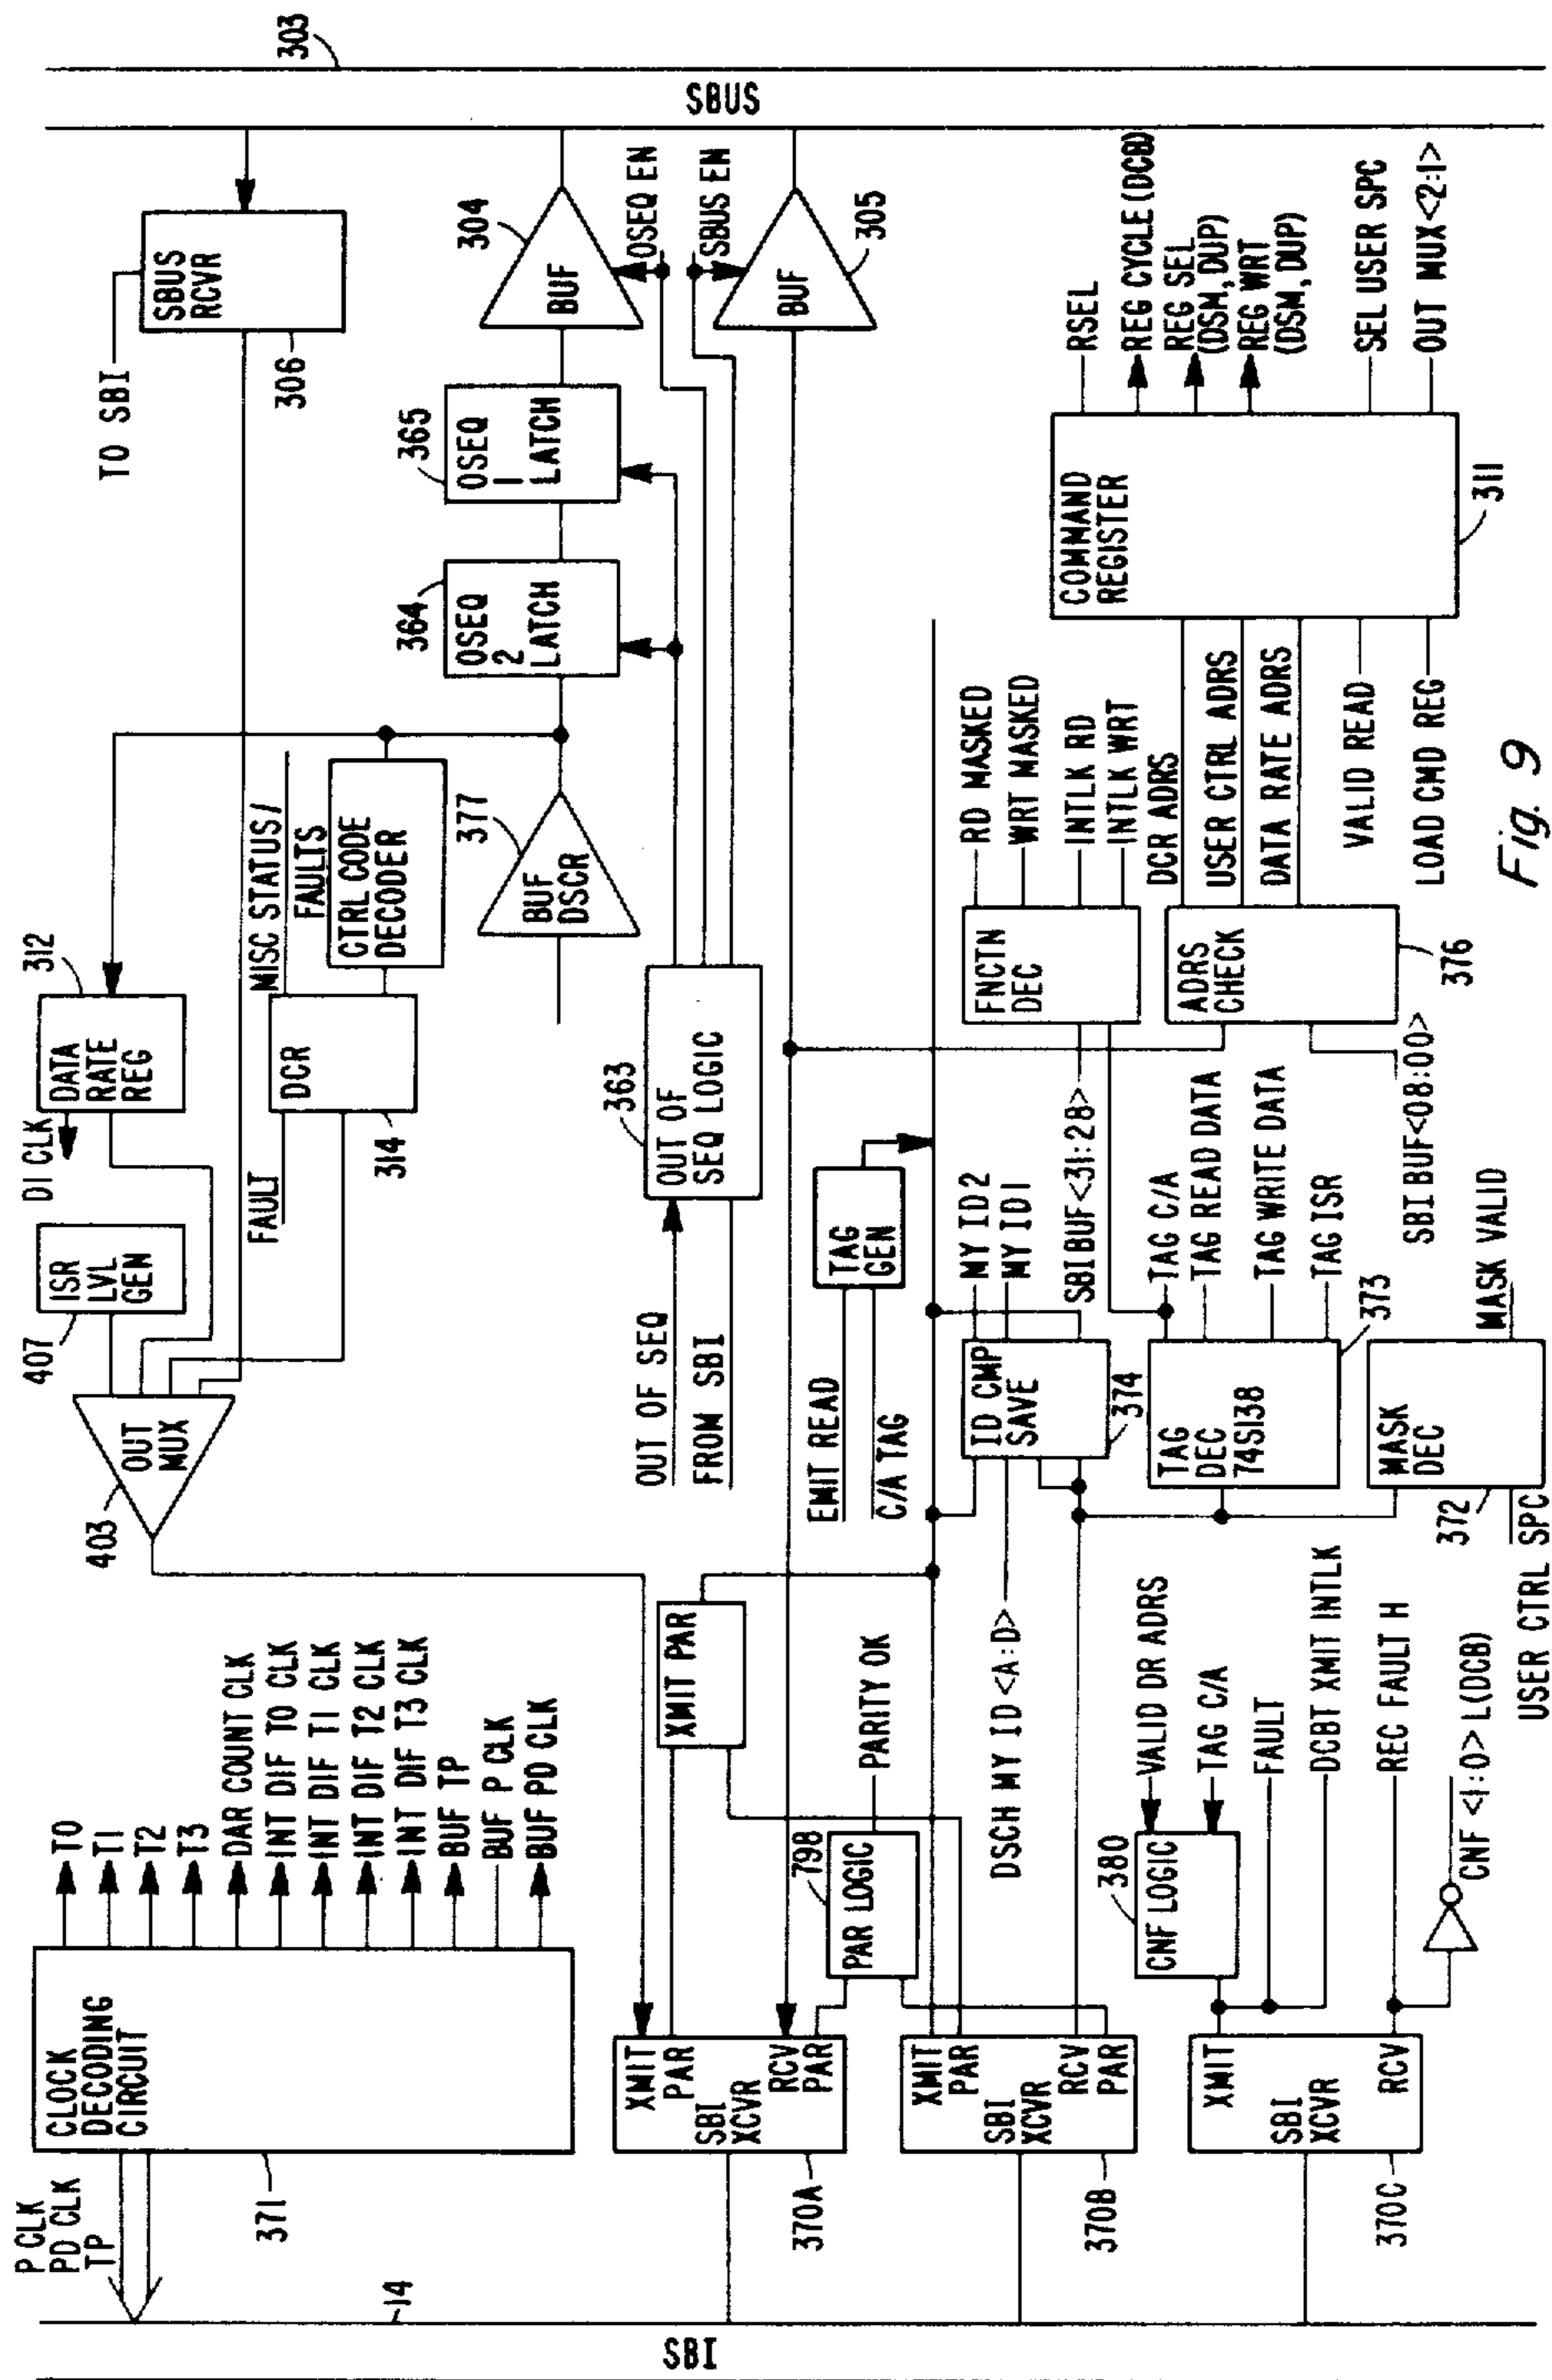 303
SBUS
TO SBI
SBUS
RCVR
306
304
BUF
OSEQ EN
SBUS EN
BUF
305
365
OSEQ
1
LATCH
364
OSEQ
2
LATCH
RSEL
REG CYCLE (DCB)
REG SEL
(DSM, DUP)
REG WRT
(DSM, DUP)
SEL USER SPC
OUT MUX <2:1>
COMMAND
REGISTER
311
312
DATA
RATE
REG
DI CLK
MISC STATUS/
FAULTS
CTRL CODE
DECODER
377
BUF
DSCR
DCR
314
FAULT
407
ISR
LVL
GEN
OUT
MUX
403
363
OUT OF
SEQ LOGIC
OUT OF SEQ
FROM SBI
RD MASKED
WRT MASKED
INTLK RD
INTLK WRT
FNCTN
DEC
DCR ADRS
USER CTRL ADRS
DATA RATE ADRS
VALID READ
LOAD CMD REG
ADRS
CHECK
376
SBI BUF<31:28>
SBI BUF<08:00>
TAG
GEN
EMIT READ
C/A TAG
MY ID2
MY ID1
ID CMP
SAVE
374
TAG C/A
TAG READ DATA
TAG WRITE DATA
TAG ISR
TAG
DEC
74S138
373
MASK VALID
MASK
DEC
372
USER CTRL SPC
T0
T1
T2
T3
DAR COUNT CLK
INT DIF T0 CLK
INT DIF T1 CLK
INT DIF T2 CLK
INT DIF T3 CLK
BUF TP
BUF P CLK
BUF PD CLK
CLOCK
DECODING
CIRCUIT
371
P CLK
PD CLK
TP
XMIT PAR
PARITY OK
798
PAR LOGIC
DSCH MY ID <A:D>
VALID DR ADRS
TAG C/A
FAULT
DCBT XMIT INTLK
REC FAULT H
CNF <1:0> L(DCB)
380
CNF LOGIC
XMIT
PAR
SBI
XCVR
RCV
PAR
370A
XMIT
PAR
SBI
XCVR
RCV
PAR
370B
XMIT
SBI
XCVR
RCV
370C
14
SBI
Fig. 9